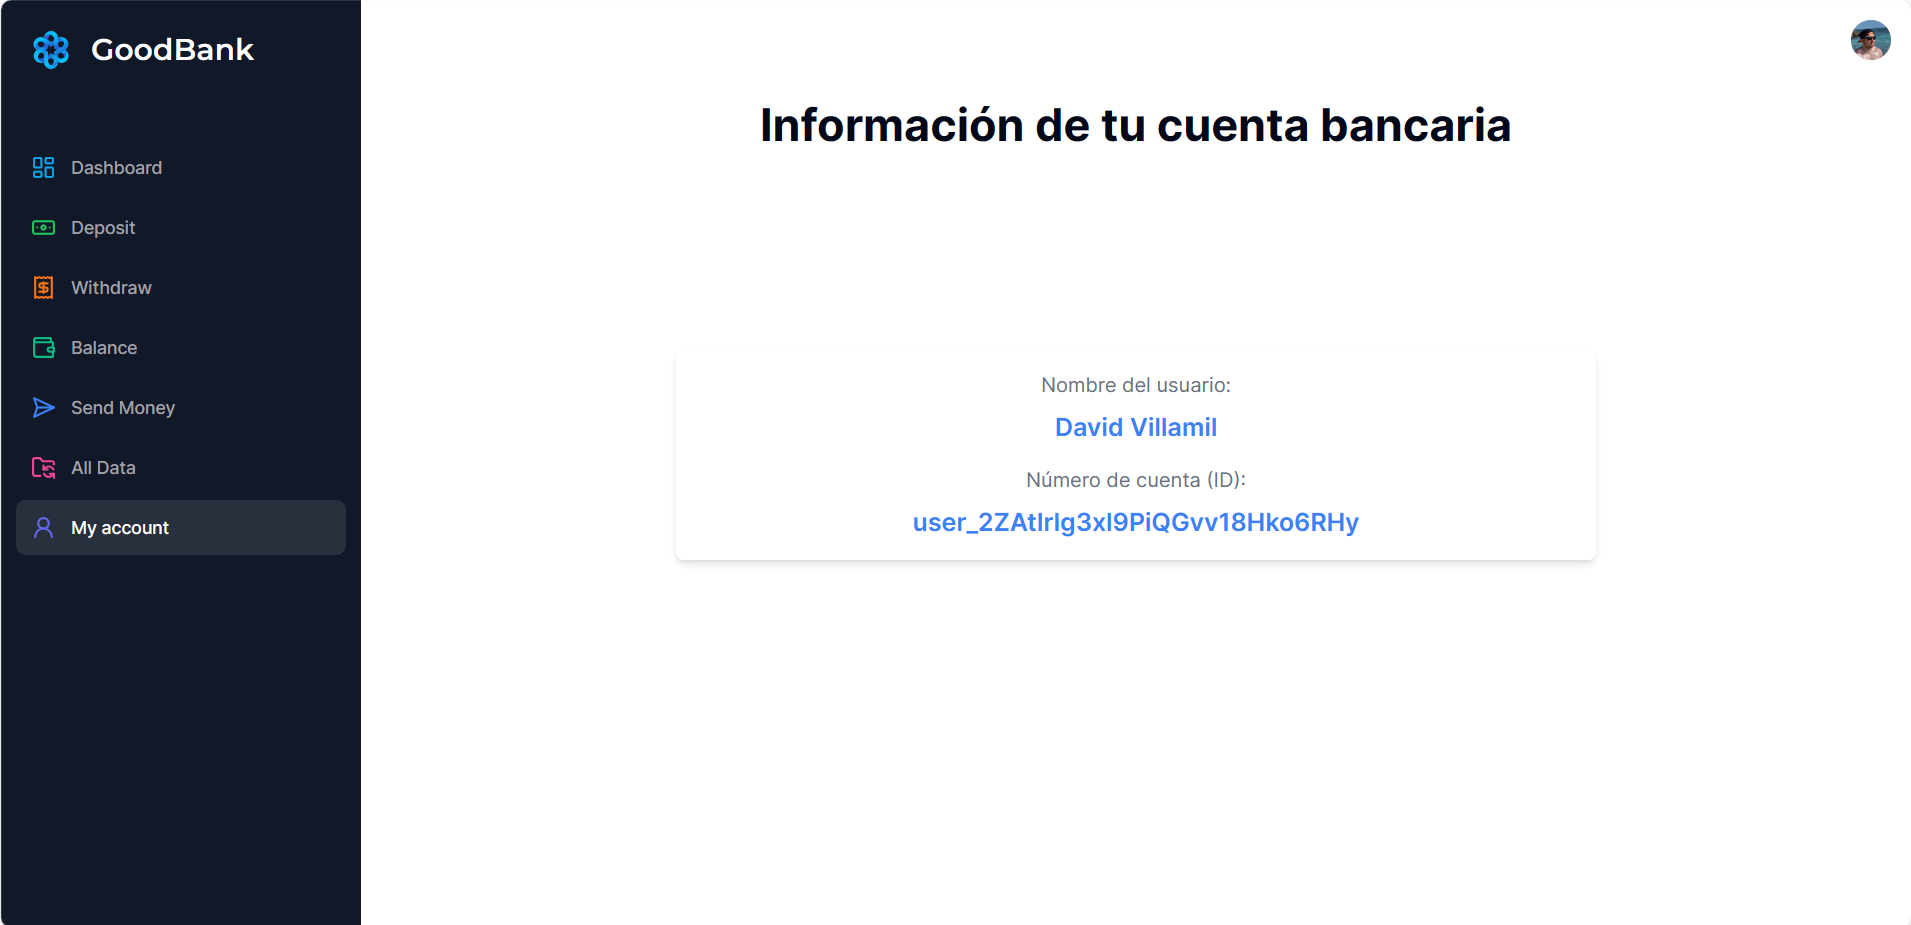 GoodBank
Dashboard
Deposit
Withdraw
Balance
Send Money
All Data
My account
Información de tu cuenta bancaria
Nombre del usuario:
David Villamil
Número de cuenta (ID):
user_2ZAtIrIg3xI9PiQGvv18Hko6RHy